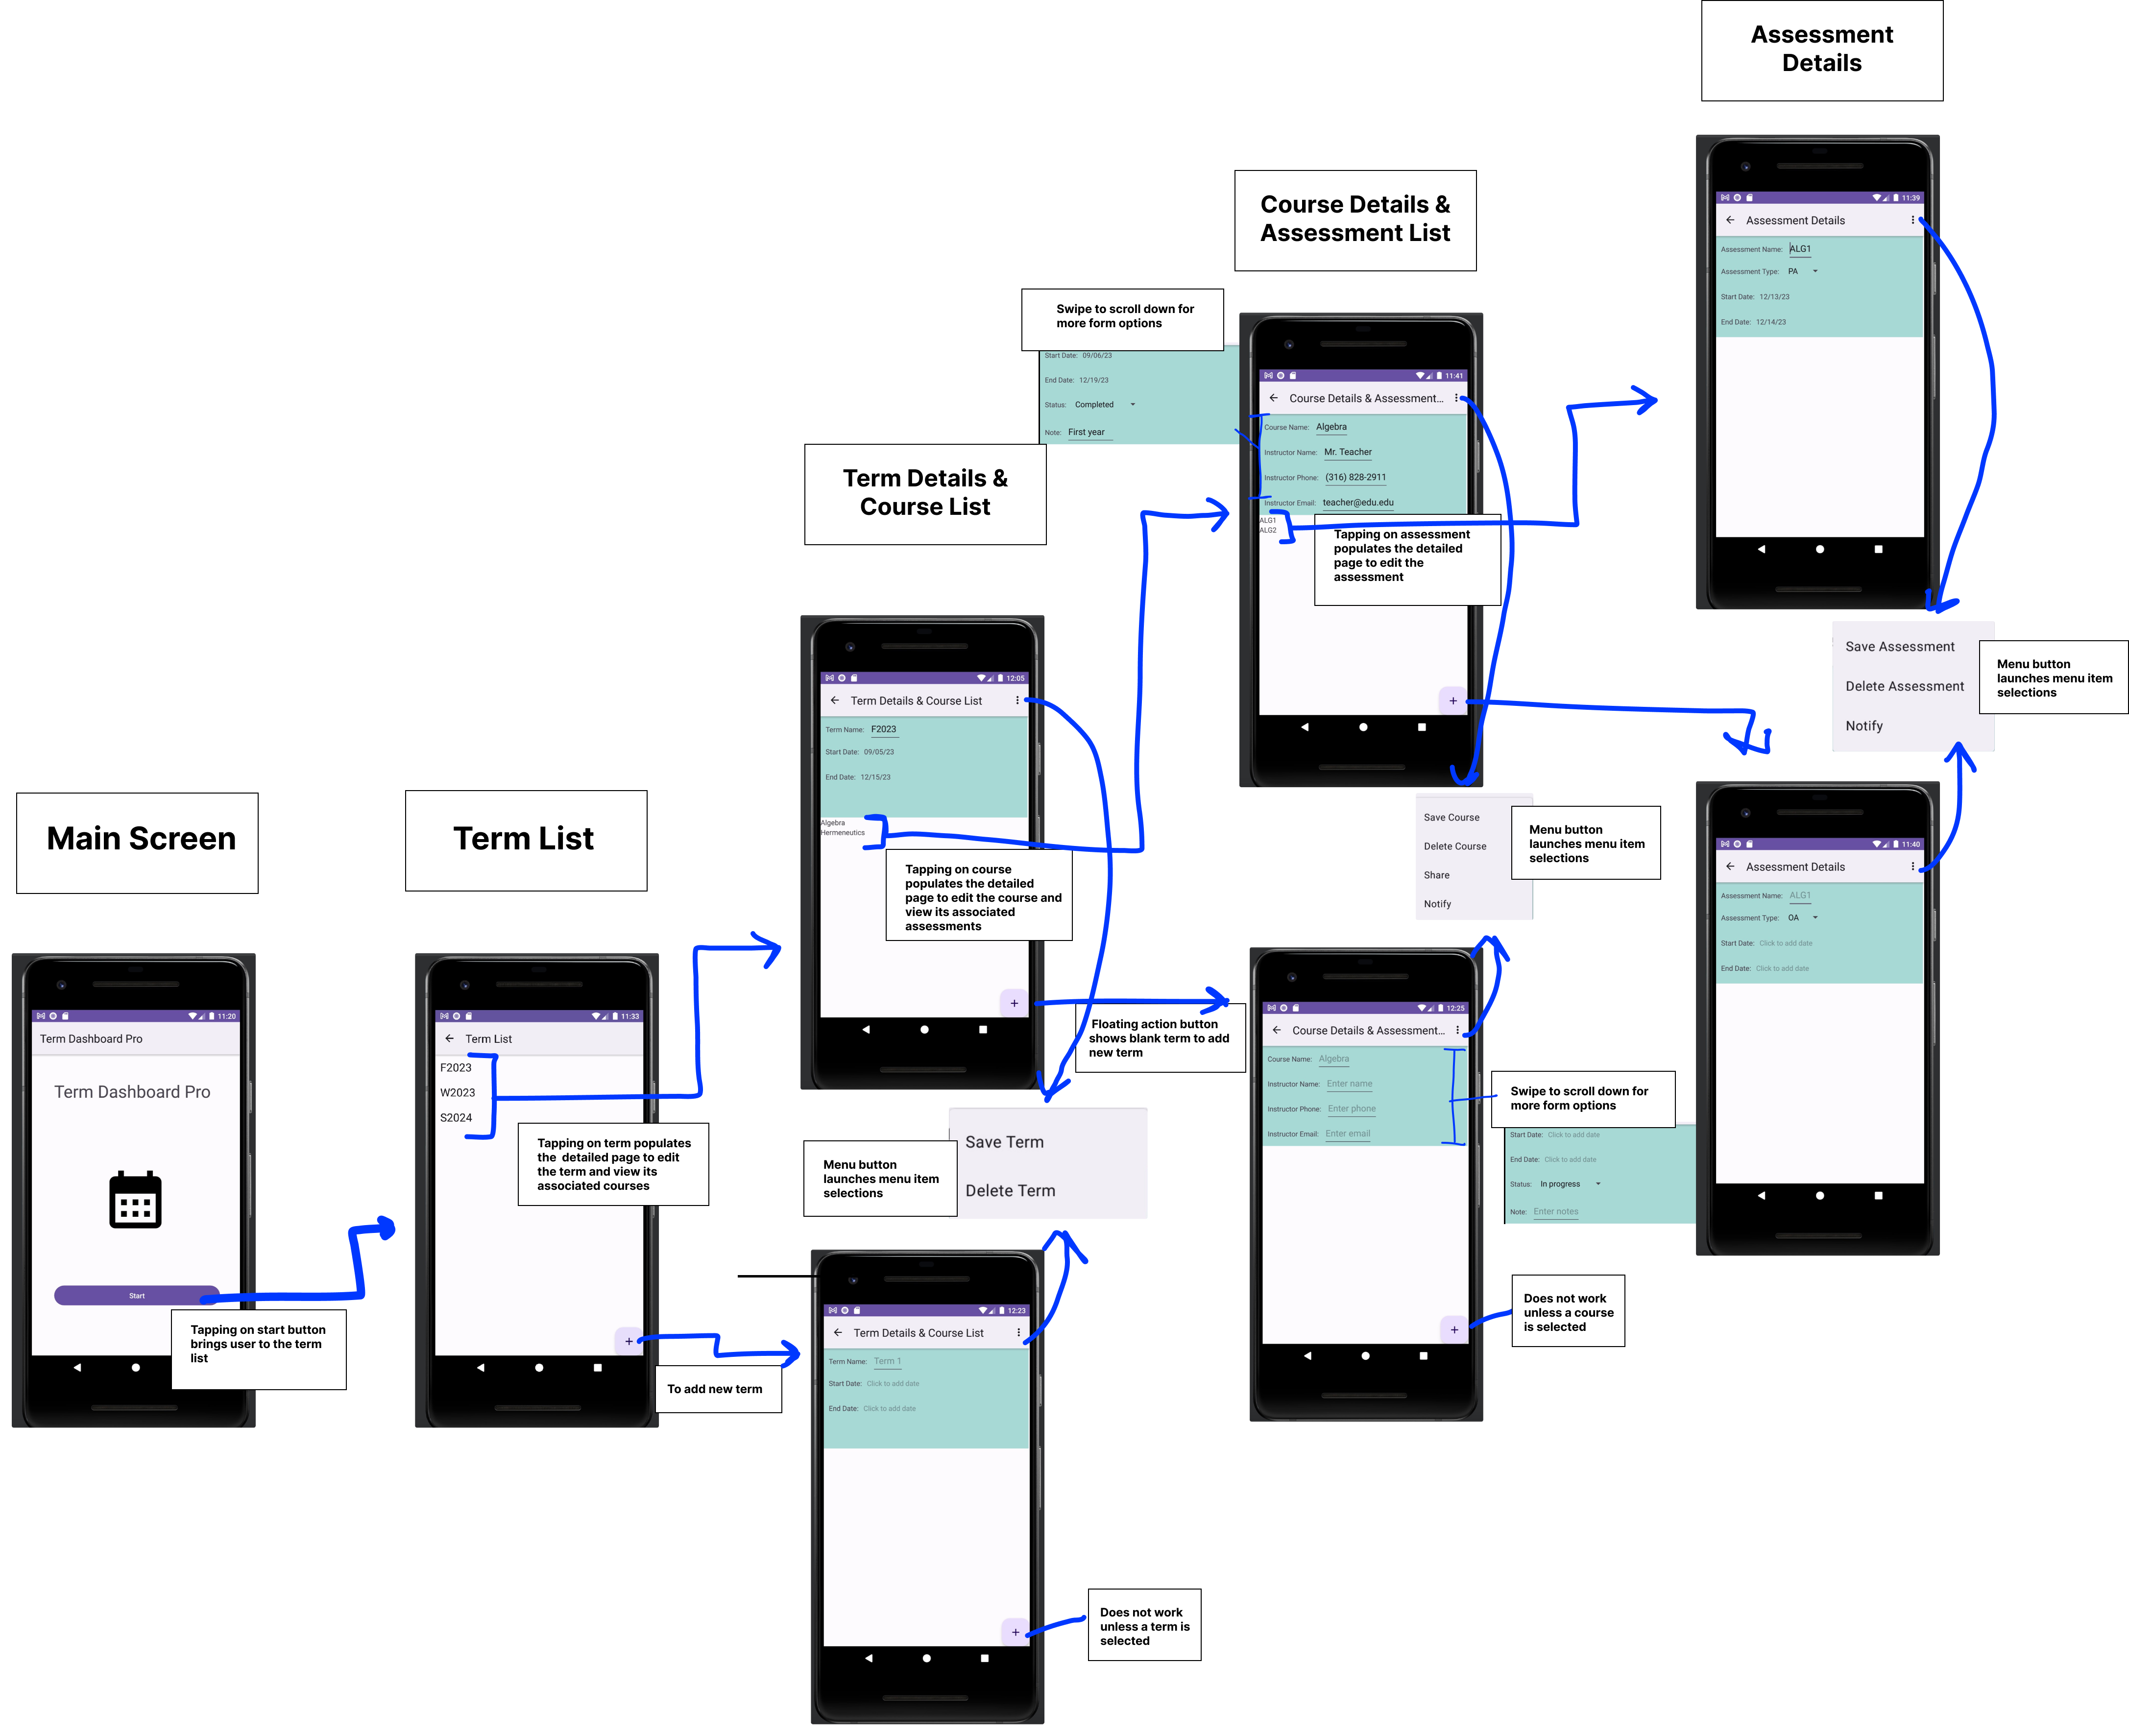 Assessment
Details
11:39
Assessment Details
Assessment Name: ALG1
Assessment Type: PA
Start Date: 12/13/23
End Date: 12/14/23
Save Assessment
Delete Assessment
Notify
Menu button
launches menu item
selections
11:40
Assessment Details
Assessment Name: ALG1
Assessment Type: OA
Start Date: Click to add date
End Date: Click to add date
Course Details &
Assessment List
Swipe to scroll down for
more form options
Start Date: 09/06/23
End Date: 12/19/23
Status: Completed
Note: First year
11:41
Course Details & Assessment...
Course Name: Algebra
Instructor Name: Mr. Teacher
Instructor Phone: (316) 828-2911
Instructor Email: teacher@edu.edu
ALG1
ALG2
Tapping on assessment
populates the detailed
page to edit the
assessment
+
Save Course
Delete Course
Share
Notify
Menu button
launches menu item
selections
12:25
Course Details & Assessment...
Course Name: Algebra
Instructor Name: Enter name
Instructor Phone: Enter phone
Instructor Email: Enter email
Swipe to scroll down for
more form options
Start Date: Click to add date
End Date: Click to add date
Status: In progress
Note: Enter notes
+
Does not work
unless a course
is selected
Term Details &
Course List
12:05
Term Details & Course List
Term Name: F2023
Start Date: 09/05/23
End Date: 12/15/23
Algebra
Hermeneutics
Tapping on course
populates the detailed
page to edit the course and
view its associated
assessments
+
Floating action button
shows blank term to add
new term
Menu button
launches menu item
selections
Save Term
Delete Term
12:23
Term Details & Course List
Term Name: Term 1
Start Date: Click to add date
End Date: Click to add date
+
Does not work
unless a term is
selected
Main Screen
11:20
Term Dashboard Pro
Term Dashboard Pro
Start
Tapping on start button
brings user to the term
list
Term List
11:33
Term List
F2023
W2023
S2024
Tapping on term populates
the detailed page to edit
the term and view its
associated courses
+
To add new term